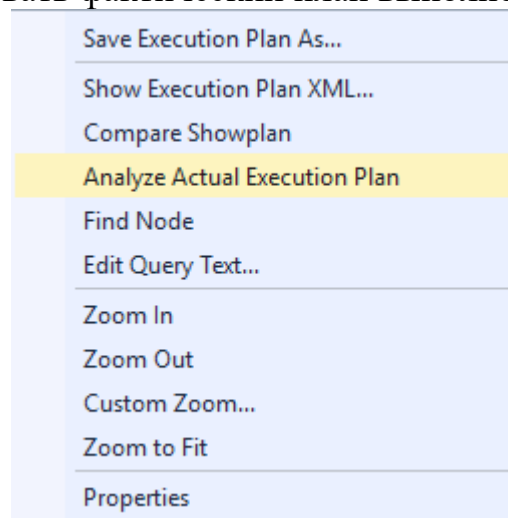 Save Execution Plan As...
Show Execution Plan XML...
Compare Showplan
Analyze Actual Execution Plan
Find Node
Edit Query Text...
Zoom In
Zoom Out
Custom Zoom...
Zoom to Fit
Properties